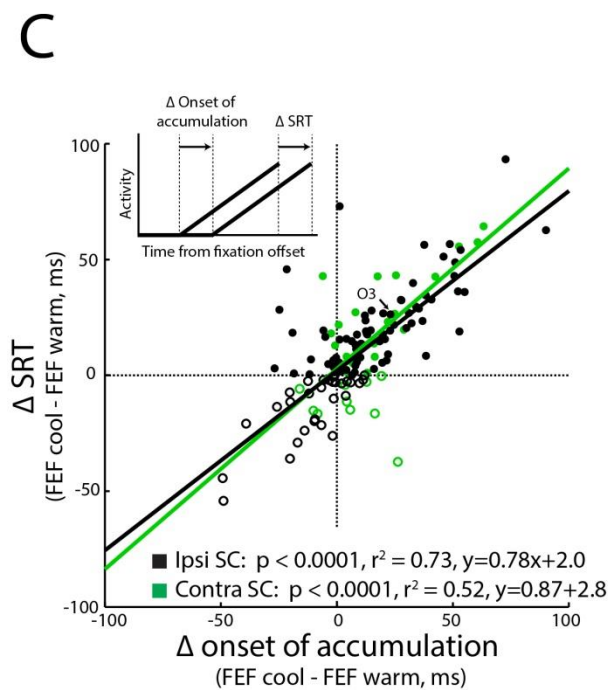 C
Δ Onset of
accumulation
Δ SRT
Activity
Time from fixation offset
100
50
0
-50
-100
Δ SRT
(FEF cool - FEF warm, ms)
O3
Ipsi SC: p < 0.0001, r² = 0.73, y=0.78x+2.0
Contra SC: p < 0.0001, r² = 0.52, y=0.87+2.8
-100
-50
0
50
100
Δ onset of accumulation
(FEF cool - FEF warm, ms)